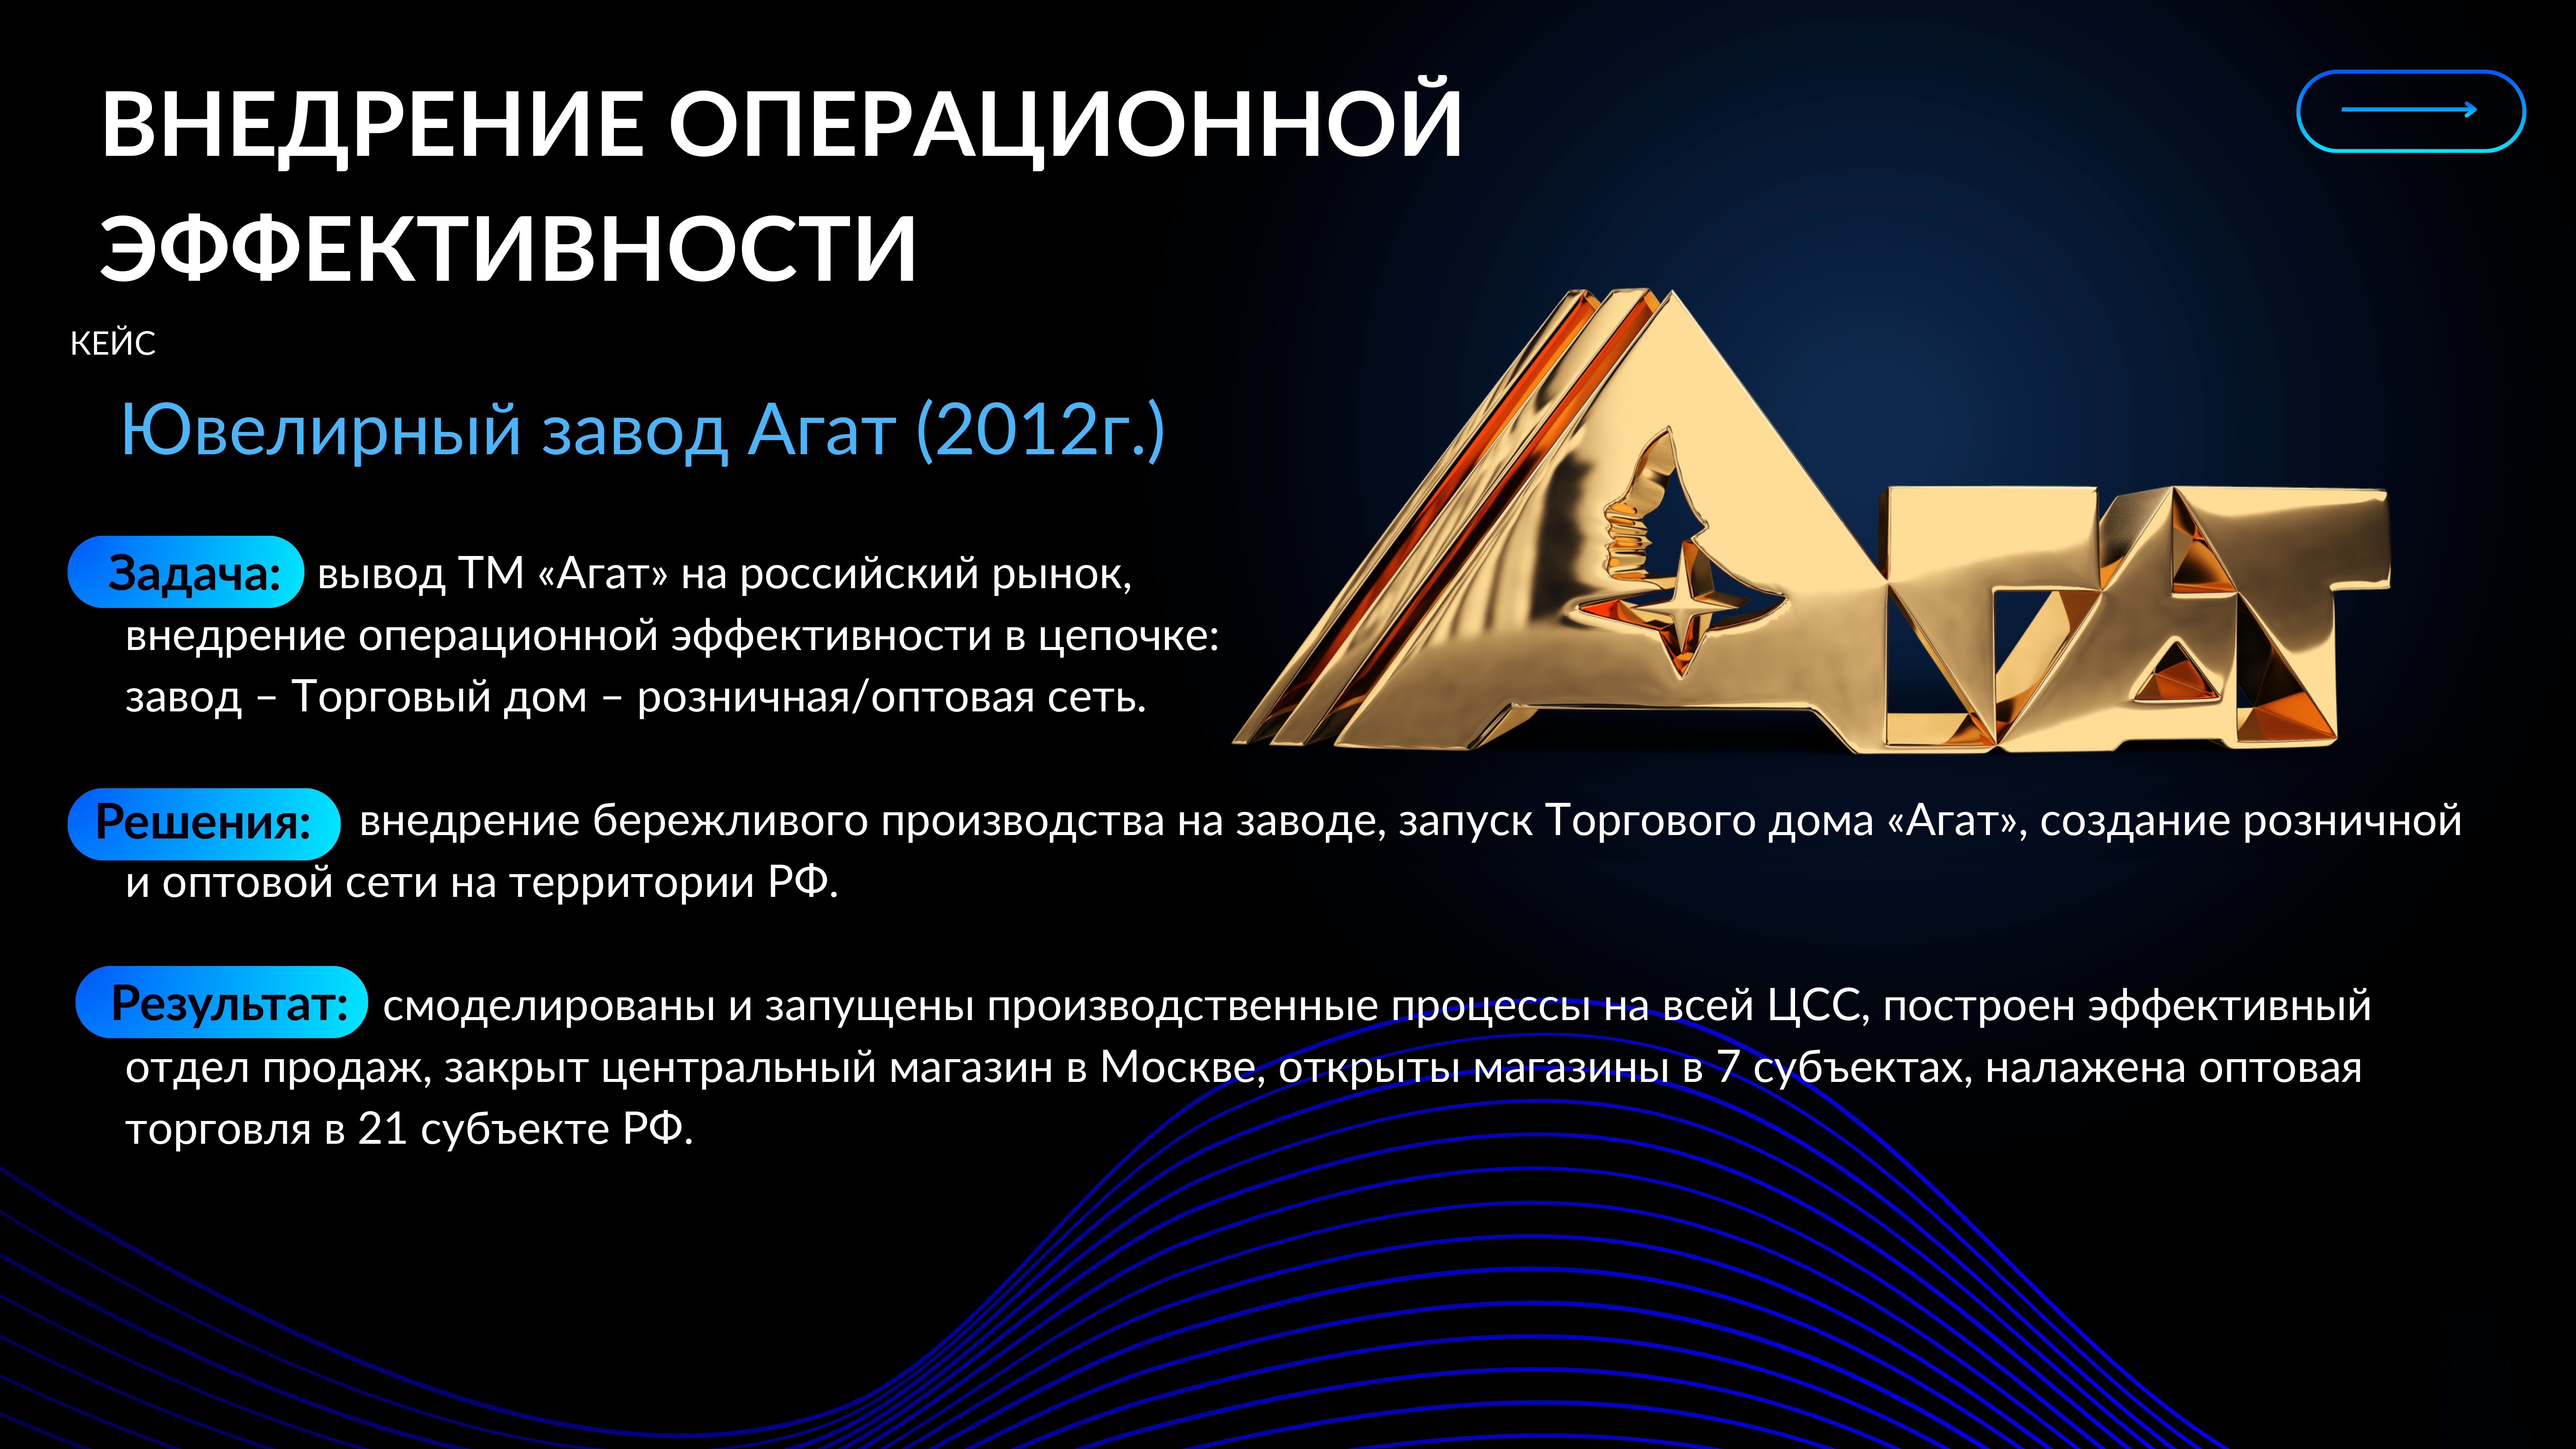 ВНЕДРЕНИЕ ОПЕРАЦИОННОЙ
ЭФФЕКТИВНОСТИ
КЕЙС
Ювелирный завод Агат (2012г.)
АГАТ
Задача: вывод ТМ «Агат» на российский рынок,
внедрение операционной эффективности в цепочке:
завод – Торговый дом – розничная/оптовая сеть.
Решения: внедрение бережливого производства на заводе, запуск Торгового дома «Агат», создание розничной
и оптовой сети на территории РФ.
Результат: смоделированы и запущены производственные процессы на всей ЦСС, построен эффективный
отдел продаж, закрыт центральный магазин в Москве, открыты магазины в 7 субъектах, налажена оптовая
торговля в 21 субъекте РФ.